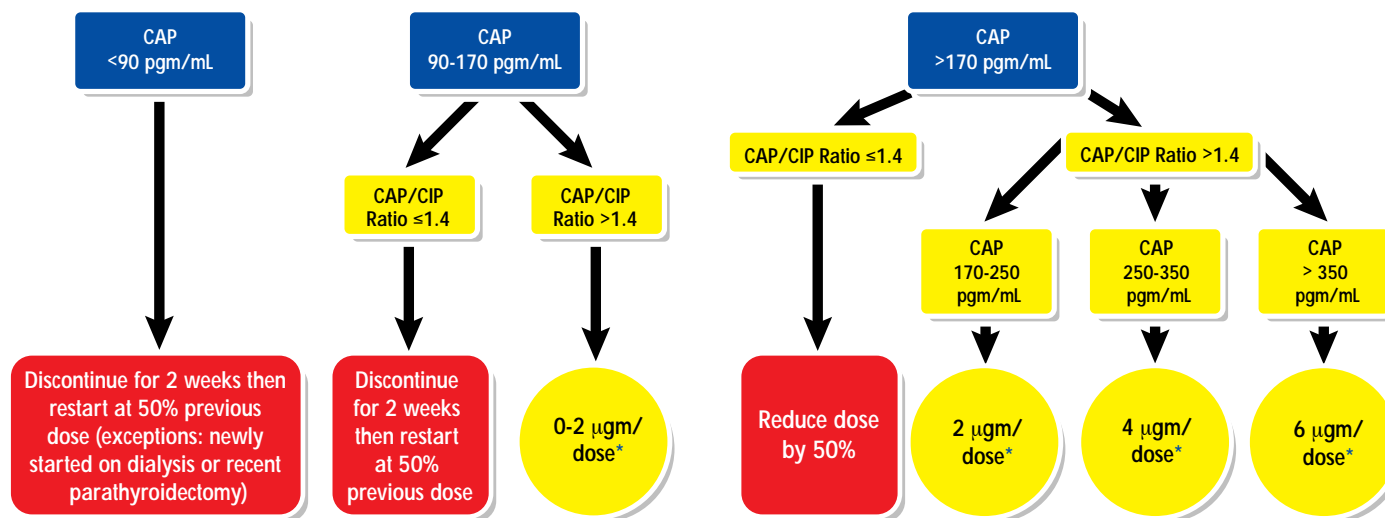 CAP
<90 pgm/mL
CAP
90-170 pgm/mL
CAP
>170 pgm/mL
CAP/CIP
Ratio ≤1.4
CAP/CIP
Ratio >1.4
CAP/CIP Ratio ≤1.4
CAP/CIP Ratio >1.4
CAP
170-250
pgm/mL
CAP
250-350
pgm/mL
CAP
> 350
pgm/mL
Discontinue for 2 weeks then
restart at 50% previous
dose (exceptions: newly
started on dialysis or recent
parathyroidectomy)
Discontinue
for 2 weeks
then restart
at 50%
previous dose
0-2 µgm/
dose*
Reduce dose
by 50%
2 µgm/
dose*
4 µgm/
dose*
6 µgm/
dose*